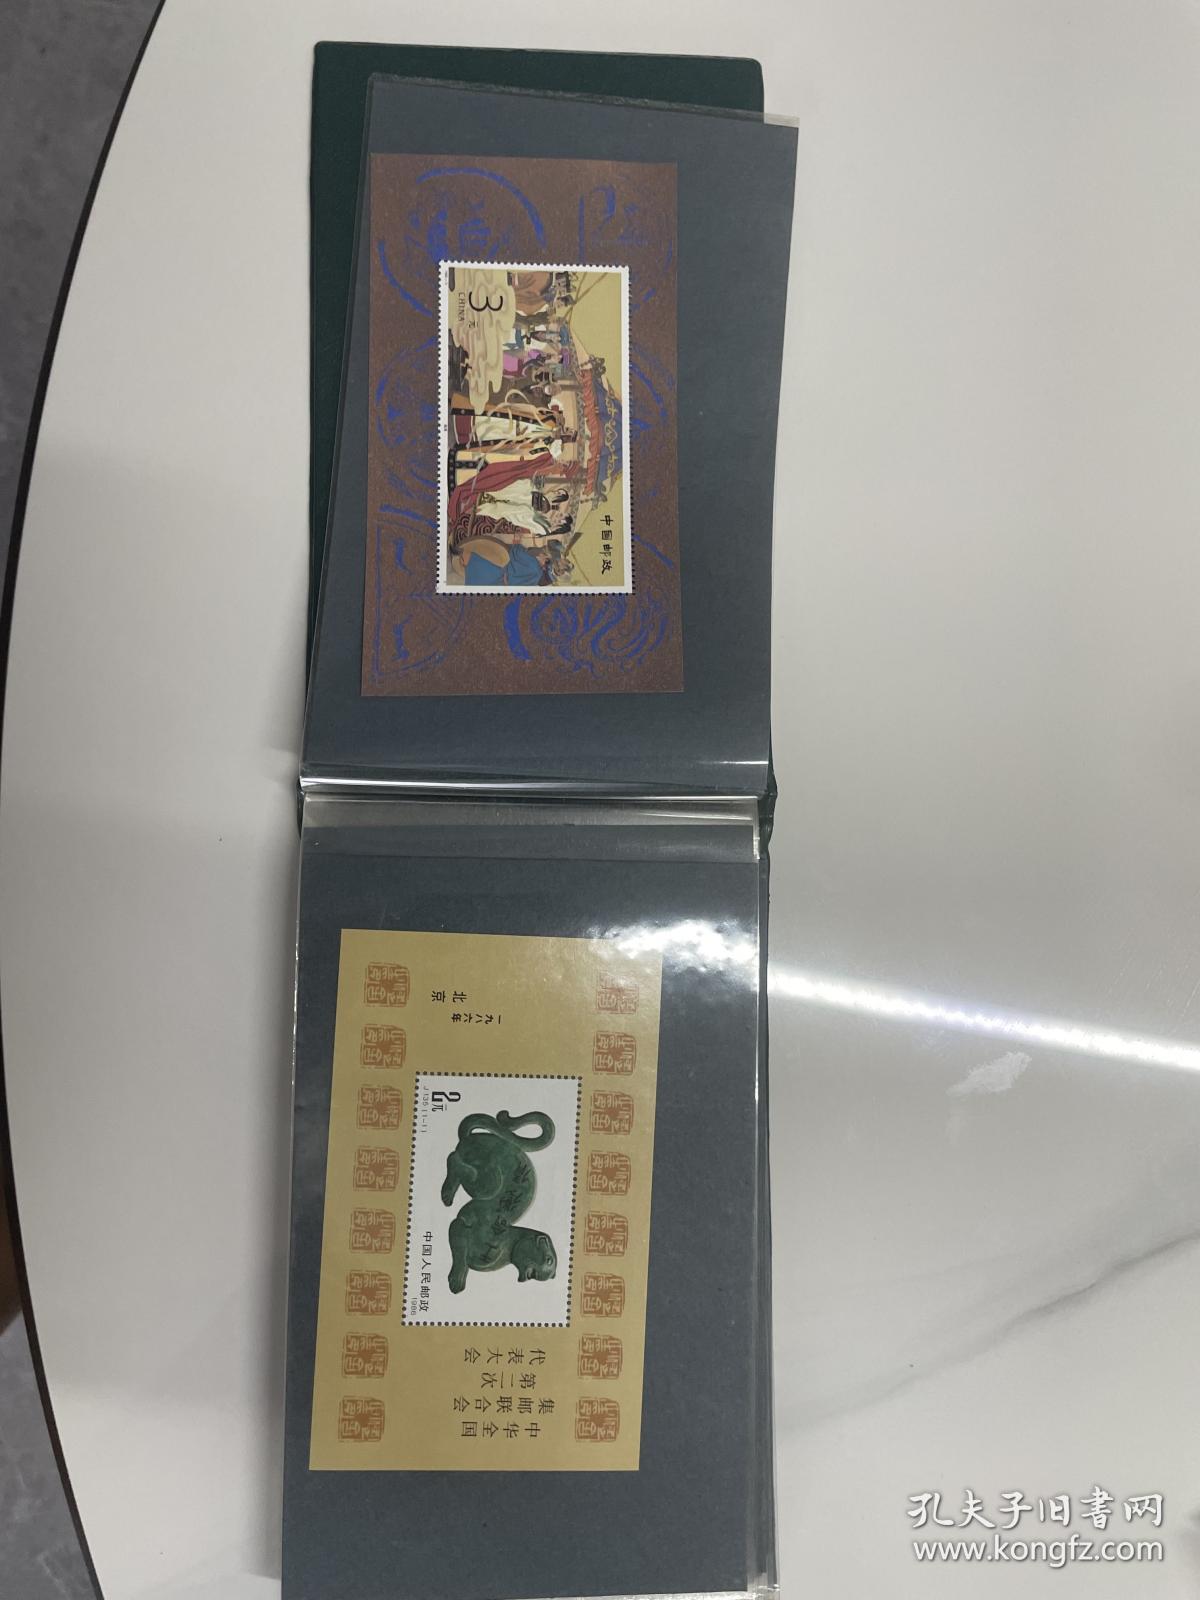 3元
CHINA
中国邮政
北京
一九八六年
2元
J135(1-1)
中国人民邮政
1986
中华全国
集邮联合会
第二次
代表大会
孔夫子旧书网
www.kongfz.com